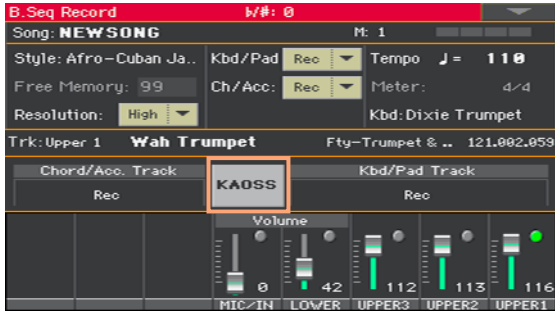 B.Seq Record ♭/#: 0
Song: NEWSONG M: 1
Style: Afro-Cuban Ja.. Kbd/Pad Rec Tempo ♩= 110
Free Memory: 99 Ch/Acc: Rec Meter: 4/4
Resolution: High Kbd:Dixie Trumpet
Trk:Upper 1 Wah Trumpet Fty-Trumpet & .. 121.002.059
Chord/Acc. Track KAOSS Kbd/Pad Track
Rec Rec
Volume
0 42 112 113 116
MIC/IN LOWER UPPER3 UPPER2 UPPER1